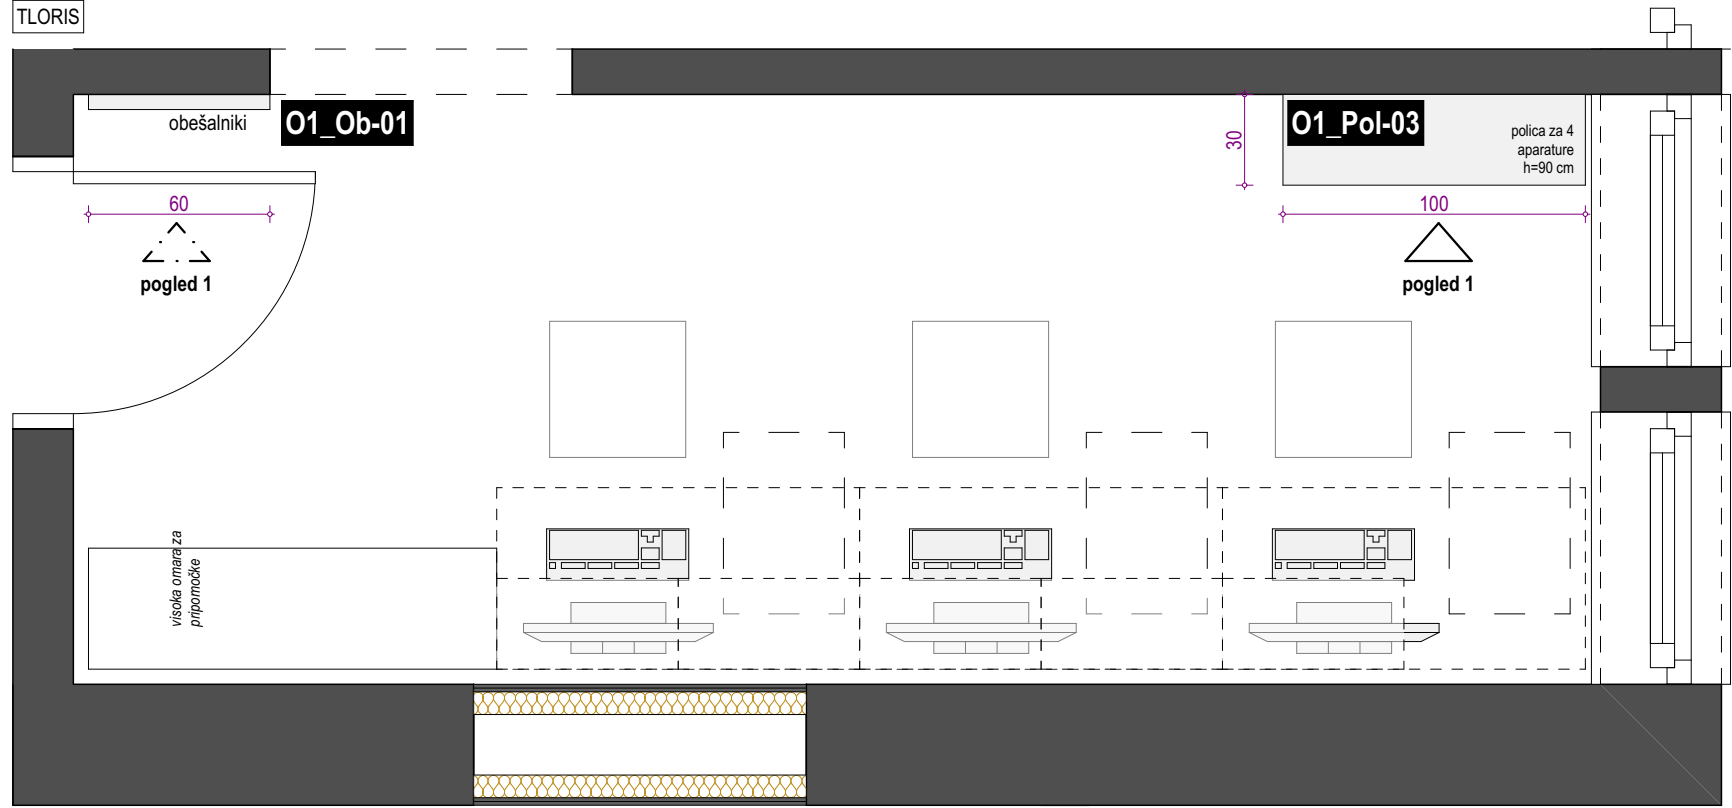 TLORIS
obešalniki
O1_Ob-01
60
pogled 1
30
O1_Pol-03
polica za 4
aparature
h=90 cm
100
pogled 1
visoka omara za
pripomočke